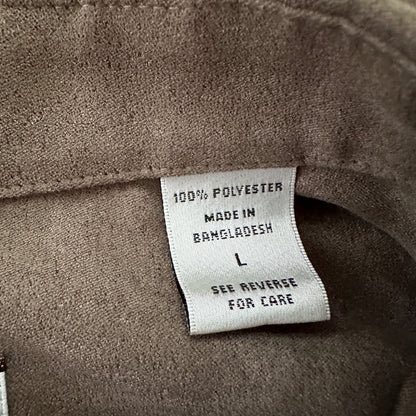 100% POLYESTER
MADE IN
BANGLADESH
L
SEE REVERSE
FOR CARE